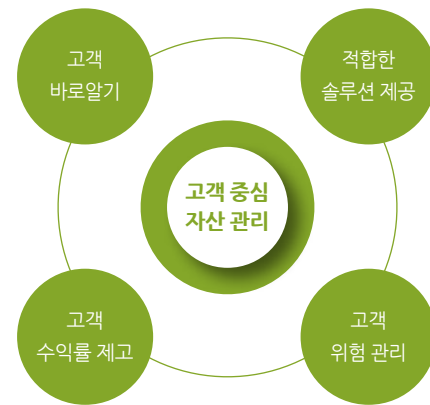 고객
바로알기
적합한
솔루션 제공
고객 중심
자산 관리
고객
수익률 제고
고객
위험 관리